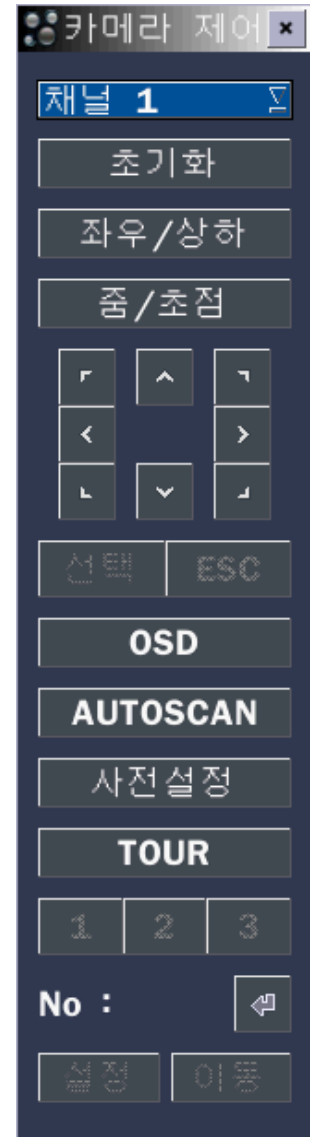 카메라 제어
채널 1
초기화
좌우/상하
줌/초점
선택 ESC
OSD
AUTOSCAN
사전설정
TOUR
1 2 3
No :
설정 이동